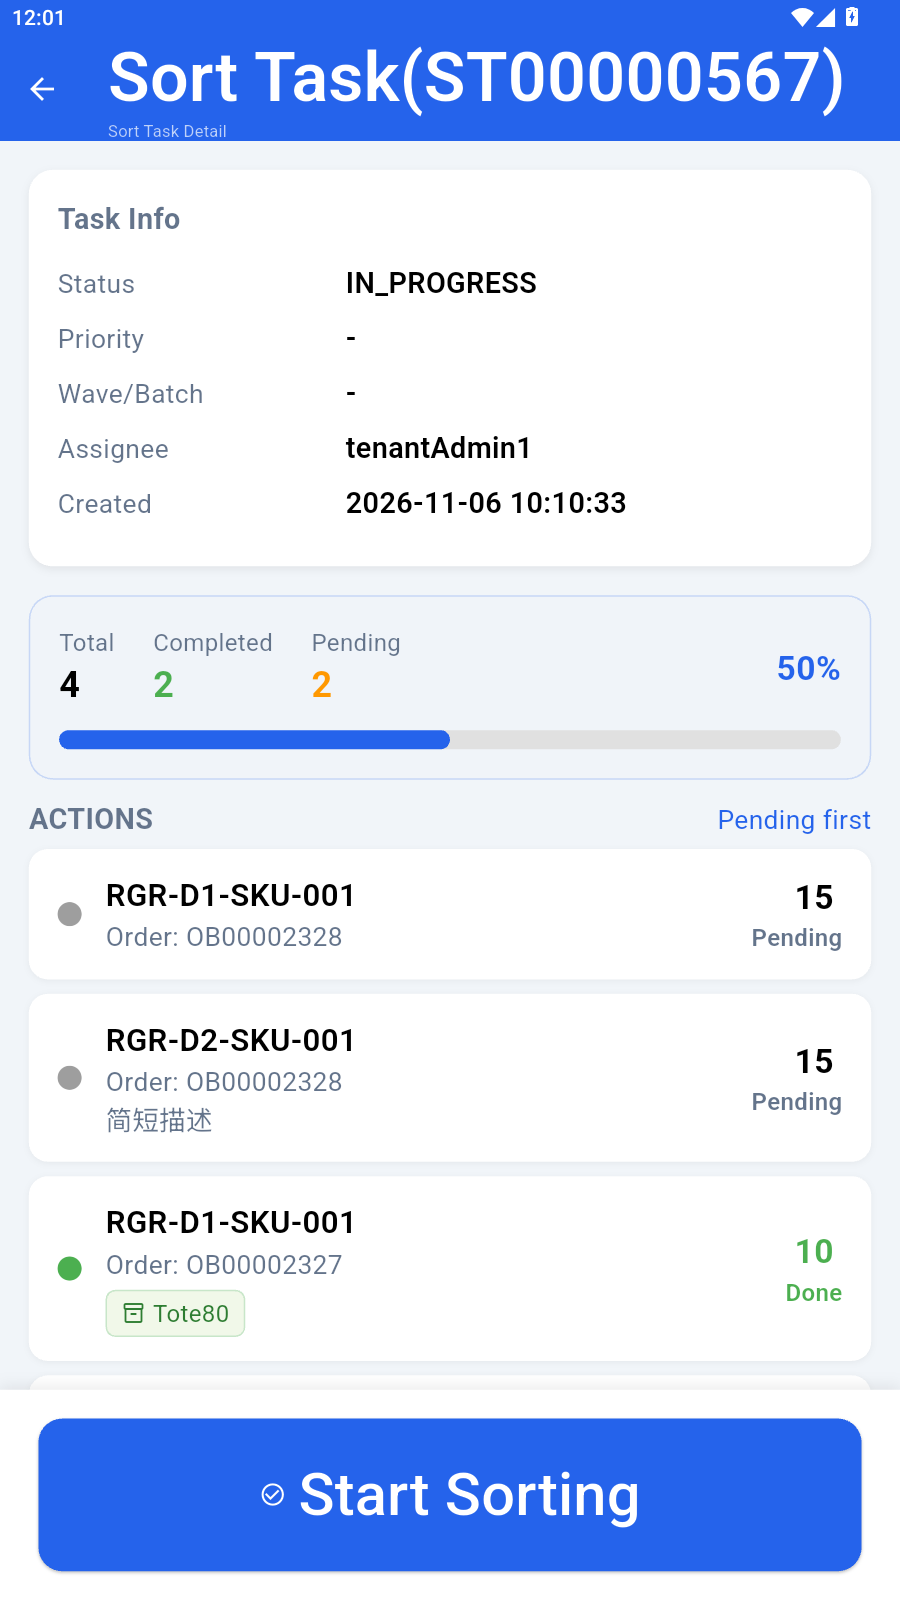 12:01
Sort Task(ST00000567)
Sort Task Detail
Task Info
Status IN_PROGRESS
Priority -
Wave/Batch -
Assignee tenantAdmin1
Created 2026-11-06 10:10:33
Total Completed Pending
4 2 2 50%
ACTIONS Pending first
RGR-D1-SKU-001 15
Order: OB00002328 Pending
RGR-D2-SKU-001 15
Order: OB00002328 Pending
简短描述
RGR-D1-SKU-001 10
Order: OB00002327 Done
Tote80
Start Sorting